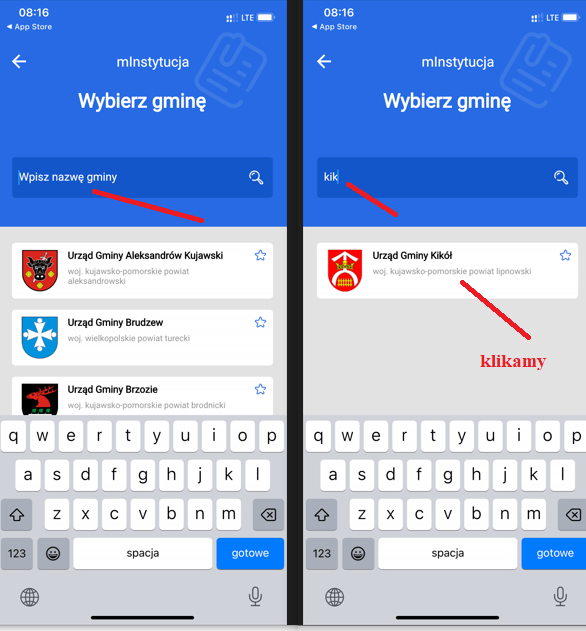 08:16
LTE
◀ App Store
mInstytucja
Wybierz gminę
Wpisz nazwę gminy
Urząd Gminy Aleksandrów Kujawski
woj. kujawsko-pomorskie powiat
aleksandrowski
Urząd Gminy Brudzew
woj. wielkopolskie powiat turecki
Urząd Gminy Brzozie
woj. kujawsko-pomorskie powiat brodnicki
q w e r t y u i o p
a s d f g h j k l
z x c v b n m
123 spacja gotowe
08:16
LTE
◀ App Store
mInstytucja
Wybierz gminę
kik
Urząd Gminy Kikół
woj. kujawsko-pomorskie powiat lipnowski
klikamy
q w e r t y u i o p
a s d f g h j k l
z x c v b n m
123 spacja gotowe